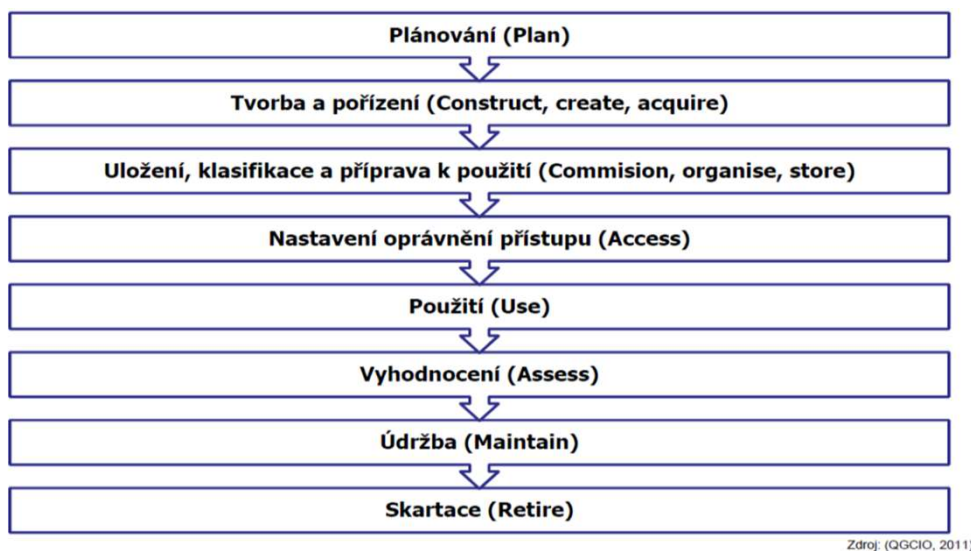 Plánování (Plan)
Tvorba a pořízení (Construct, create, acquire)
Uložení, klasifikace a příprava k použití (Commision, organise, store)
Nastavení oprávnění přístupu (Access)
Použití (Use)
Vyhodnocení (Assess)
Údržba (Maintain)
Skartace (Retire)
Zdroj: (QGCIO, 2011)